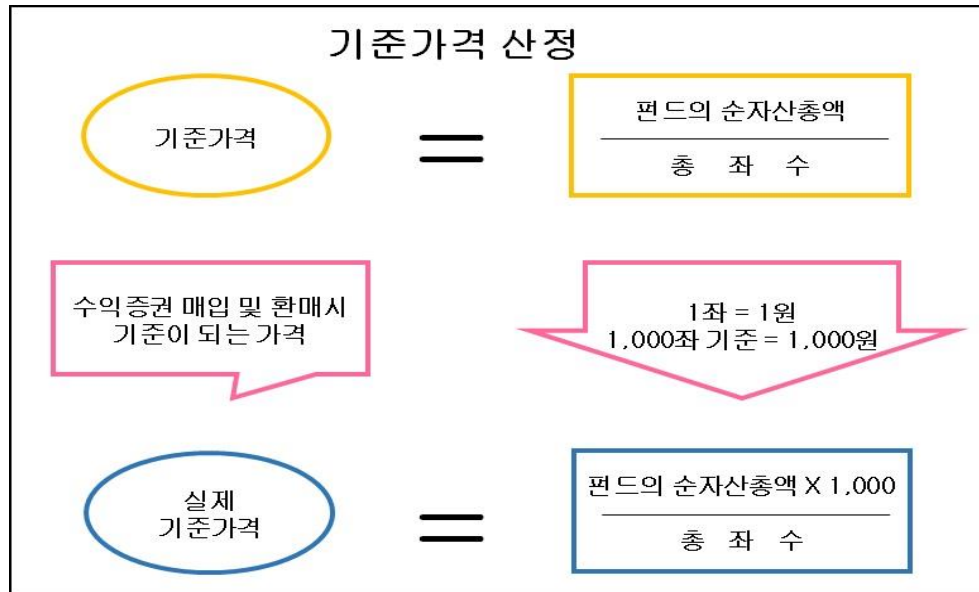 기준가격 산정
기준가격
=
펀드의 순자산총액
총 좌 수
수익증권 매입 및 환매시
기준이 되는 가격
1좌 = 1원
1,000좌 기준 = 1,000원
실제
기준가격
=
펀드의 순자산총액 X 1,000
총 좌 수